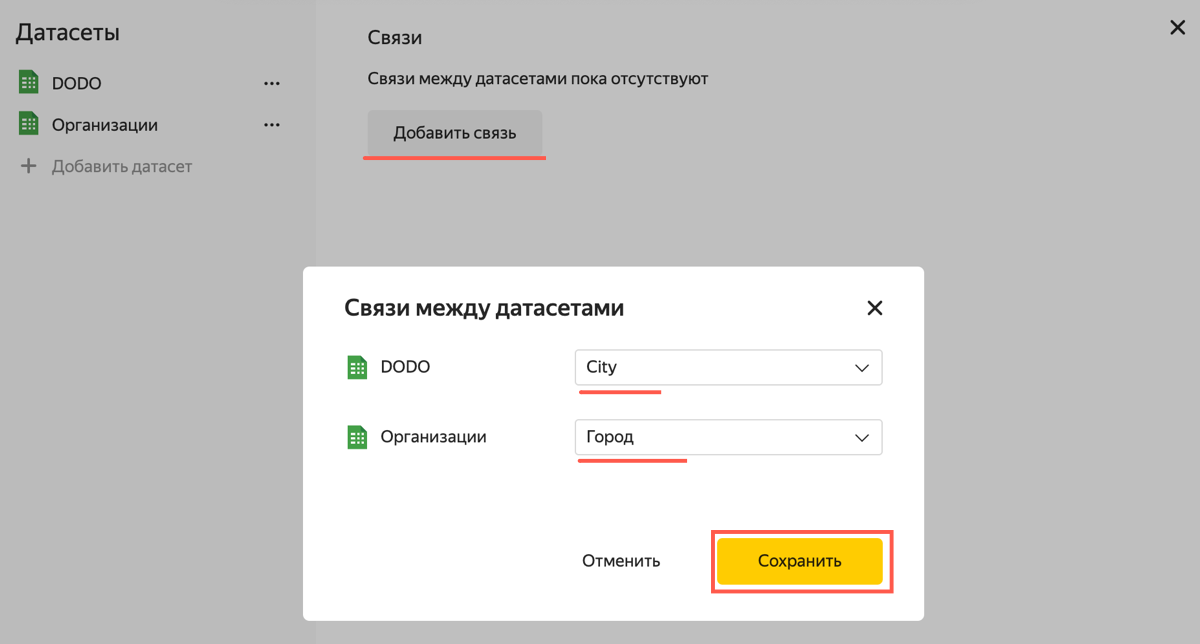 Датасеты
DODO
Организации
Добавить датасет
Связи
Связи между датасетами пока отсутствуют
Добавить связь
Связи между датасетами
DODO
City
Организации
Город
Отменить
Сохранить